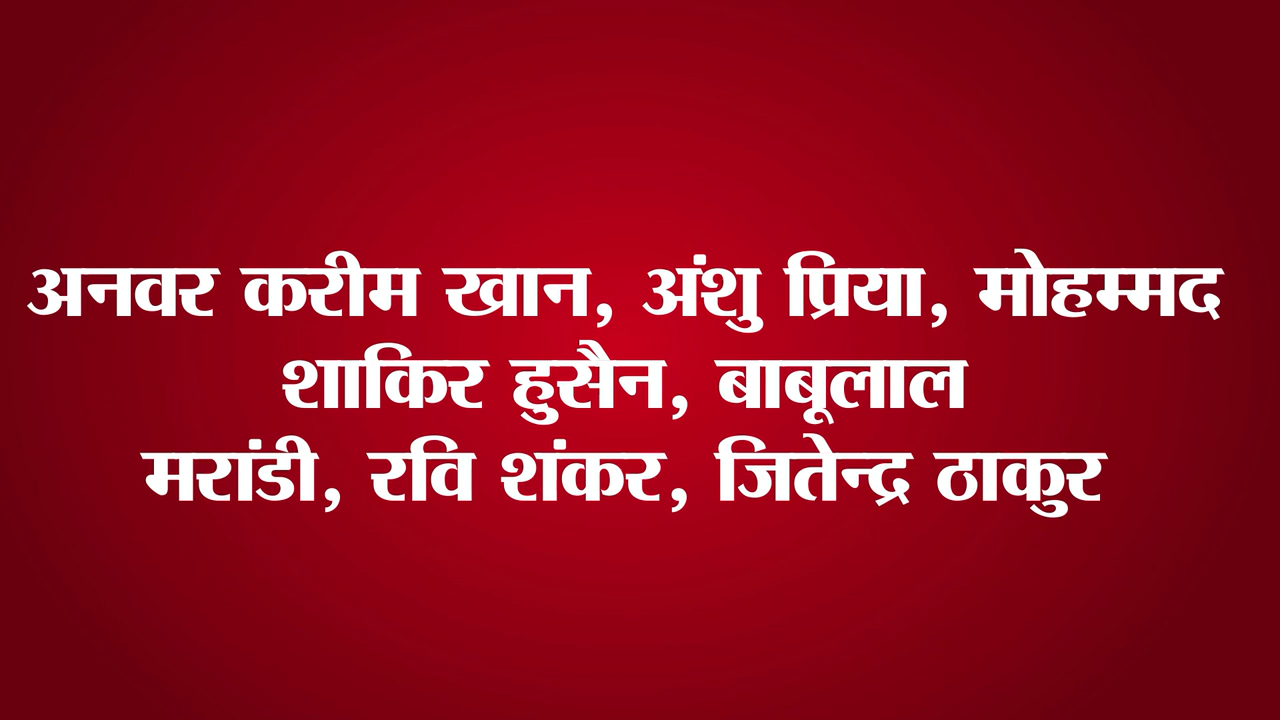 अनवर करीम खान, अंशु प्रिया, मोहम्मद
शाकिर हुसैन, बाबूलाल
मरांडी, रवि शंकर, जितेन्द्र ठाकुर